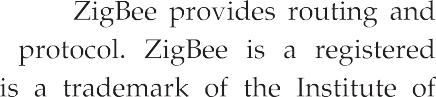 ZigBee provides routing and
protocol. ZigBee is a registered
is a trademark of the Institute of